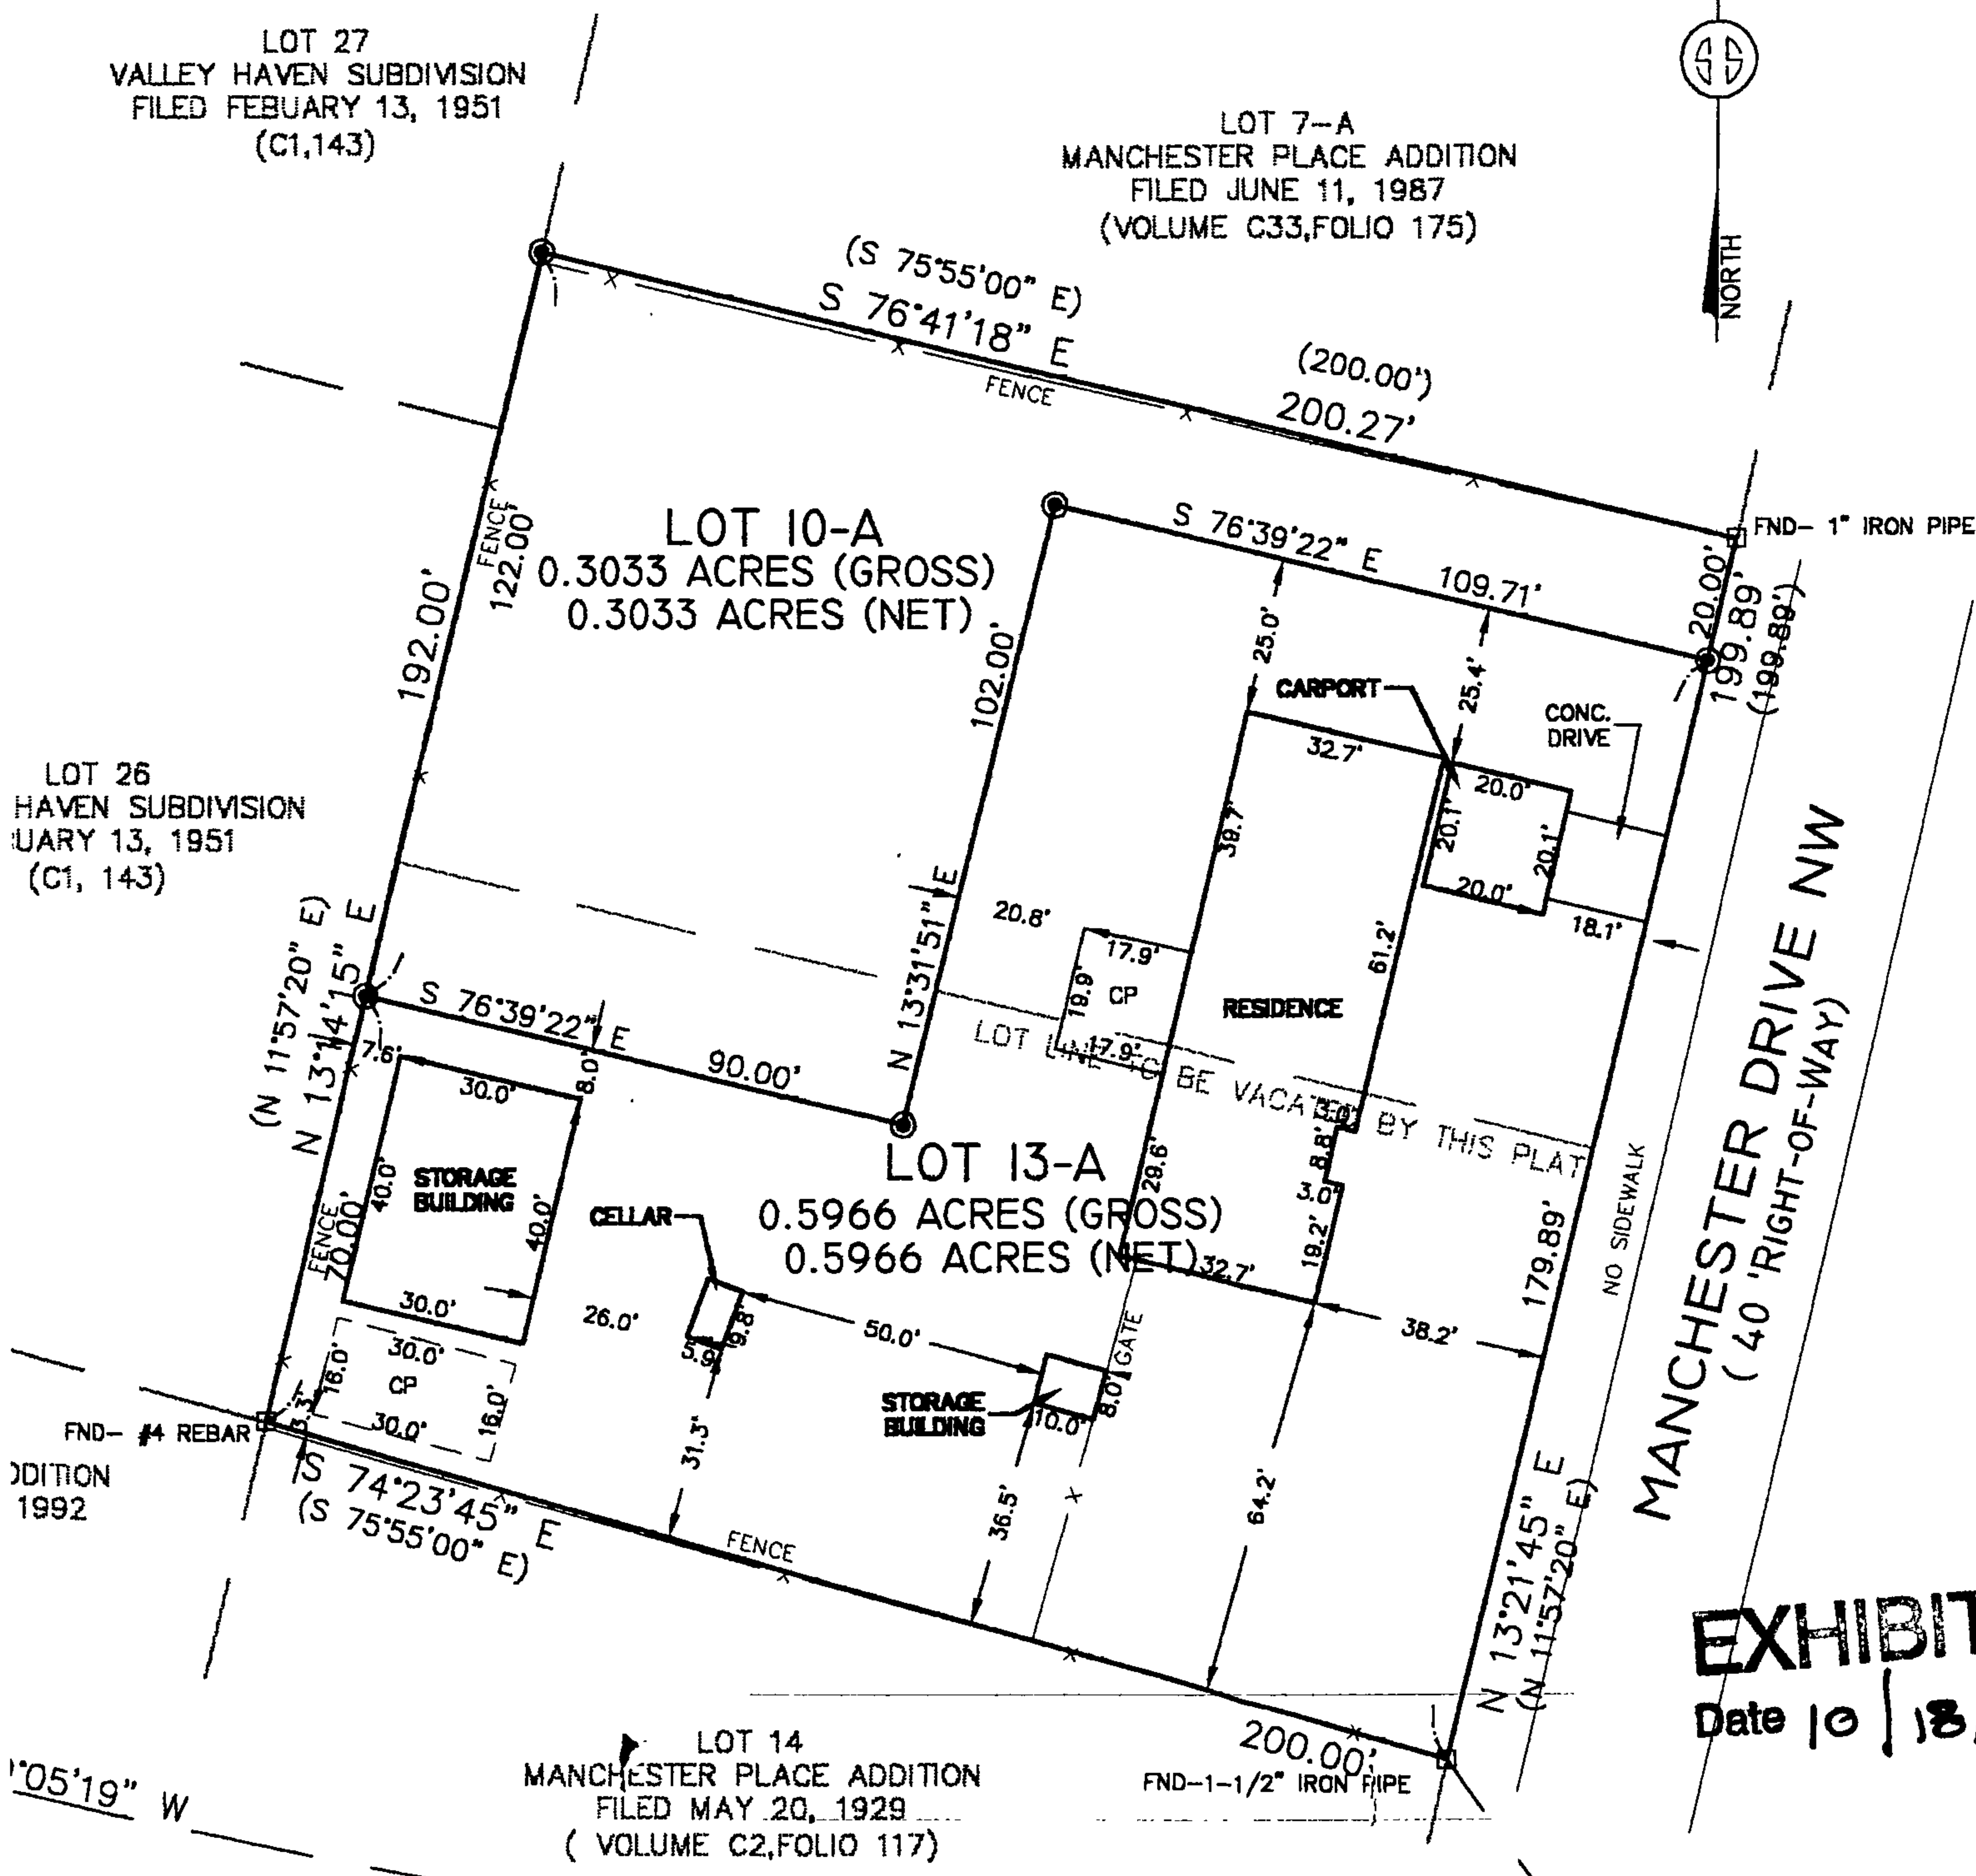 LOT 27
VALLEY HAVEN SUBDIVISION
FILED FEBUARY 13, 1951
(C1,143)
LOT 7-A
MANCHESTER PLACE ADDITION
FILED JUNE 11, 1987
(VOLUME C33,FOLIO 175)
NORTH
(S 75°55'00" E)
S 76°41'18" E
(200.00')
200.27'
FENCE
FND- 1" IRON PIPE
20.00'
199.89'
(199.89')
LOT 10-A
0.3033 ACRES (GROSS)
0.3033 ACRES (NET)
FENCE
122.00'
192.00'
S 76°39'22" E
109.71'
102.00'
25.0'
25.4'
CARPORT
CONC.
DRIVE
32.7'
20.0'
20.1'
20.1'
20.0'
18.1'
39.7'
61.2'
LOT 26
HAVEN SUBDIVISION
UARY 13, 1951
(C1, 143)
(N 11°57'20" E)
N 13°14'15" E
N 13°31'51" E
20.8'
17.9'
19.9'
CP
17.9'
RESIDENCE
LOT LINE TO BE VACATED BY THIS PLAT
S 76°39'22" E
90.00'
7.6'
30.0'
8.0'
40.0'
STORAGE
BUILDING
40.0'
30.0'
FENCE
70.00'
LOT 13-A
0.5966 ACRES (GROSS)
0.5966 ACRES (NET)
CELLAR
29.6'
3.0'
8.8'
3.0'
19.2'
32.7'
38.2'
179.89'
NO SIDEWALK
MANCHESTER DRIVE NW
( 40 'RIGHT-OF-WAY)
26.0'
9.8'
5.9'
50.0'
GATE
STORAGE
BUILDING
10.0'
8.0'
30.0'
16.0'
CP
16.0'
30.0'
3.3'
FND- #4 REBAR
31.3'
36.5'
64.2'
S 74°23'45" E
(S 75°55'00" E)
FENCE
200.00'
N 13°21'45" E
(N 11°57'20" E)
DDITION
1992
EXHIBIT
Date 10/18
FND-1-1/2" IRON PIPE
LOT 14
MANCHESTER PLACE ADDITION
FILED MAY 20, 1929
( VOLUME C2,FOLIO 117)
°05'19" W